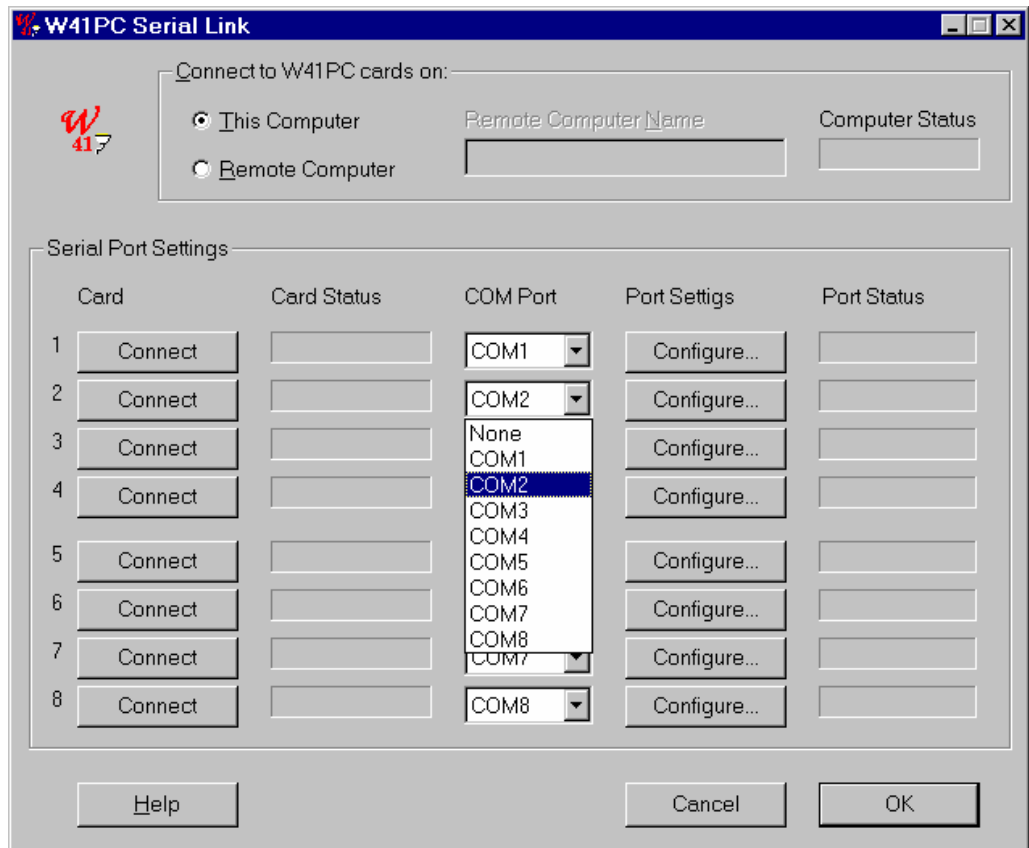 W41PC Serial Link
Connect to W41PC cards on:
W 41
This Computer Remote Computer Name Computer Status
Remote Computer
Serial Port Settings
Card Card Status COM Port Port Settigs Port Status
1 Connect COM1 Configure...
2 Connect COM2 Configure...
None
3 Connect COM1 Configure...
4 Connect COM2 Configure...
COM3
COM4
5 Connect COM5 Configure...
6 Connect COM6 Configure...
COM7
COM8
7 Connect COM7 Configure...
8 Connect COM8 Configure...
Help Cancel OK